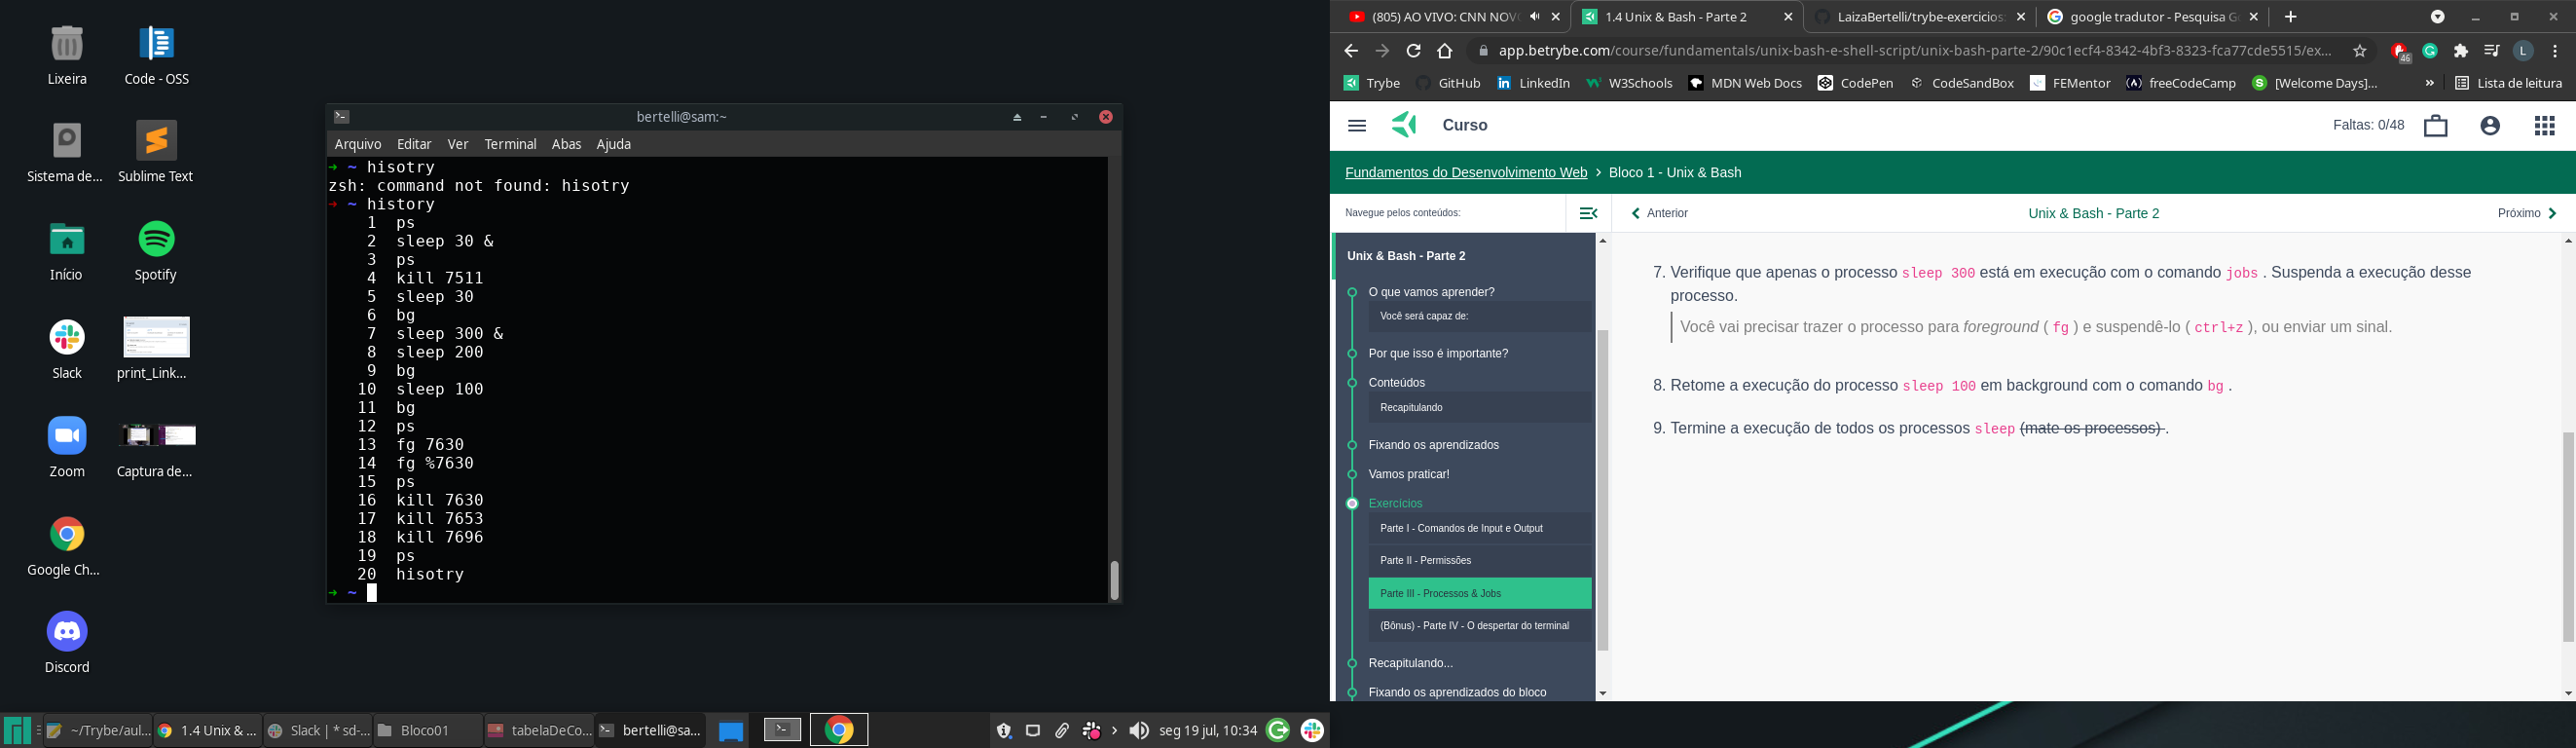 Lixeira
Code - OSS
Sistema de...
Sublime Text
Início
Spotify
Slack
print_Link...
Zoom
Captura de...
Google Ch...
Discord
bertelli@sam:~
Arquivo Editar Ver Terminal Abas Ajuda
➜ ~ hisotry
zsh: command not found: hisotry
➜ ~ history
1 ps
2 sleep 30 &
3 ps
4 kill 7511
5 sleep 30
6 bg
7 sleep 300 &
8 sleep 200
9 bg
10 sleep 100
11 bg
12 ps
13 fg 7630
14 fg %7630
15 ps
16 kill 7630
17 kill 7653
18 kill 7696
19 ps
20 hisotry
➜ ~
~/Trybe/aul... 1.4 Unix & ... Slack | * sd-... Bloco01 tabelaDeCo... bertelli@sa... seg 19 jul, 10:34
(805) AO VIVO: CNN NOVO 1.4 Unix & Bash - Parte 2 LaizaBertelli/trybe-exercicios: google tradutor - Pesquisa G
app.betrybe.com/course/fundamentals/unix-bash-e-shell-script/unix-bash-parte-2/90c1ecf4-8342-4bf3-8323-fca77cde5515/ex... 46 L
Trybe GitHub LinkedIn W3Schools MDN Web Docs CodePen CodeSandBox FEMentor freeCodeCamp [Welcome Days]... » Lista de leitura
Curso
Faltas: 0/48
Fundamentos do Desenvolvimento Web > Bloco 1 - Unix & Bash
Navegue pelos conteúdos:
Anterior Unix & Bash - Parte 2 Próximo
Unix & Bash - Parte 2
O que vamos aprender?
Você será capaz de:
Por que isso é importante?
Conteúdos
Recapitulando
Fixando os aprendizados
Vamos praticar!
Exercícios
Parte I - Comandos de Input e Output
Parte II - Permissões
Parte III - Processos & Jobs
(Bônus) - Parte IV - O despertar do terminal
Recapitulando...
Fixando os aprendizados do bloco
7. Verifique que apenas o processo sleep 300 está em execução com o comando jobs . Suspenda a execução desse
processo.
Você vai precisar trazer o processo para foreground ( fg ) e suspendê-lo ( ctrl+z ), ou enviar um sinal.
8. Retome a execução do processo sleep 100 em background com o comando bg .
9. Termine a execução de todos os processos sleep (mate os processos) .